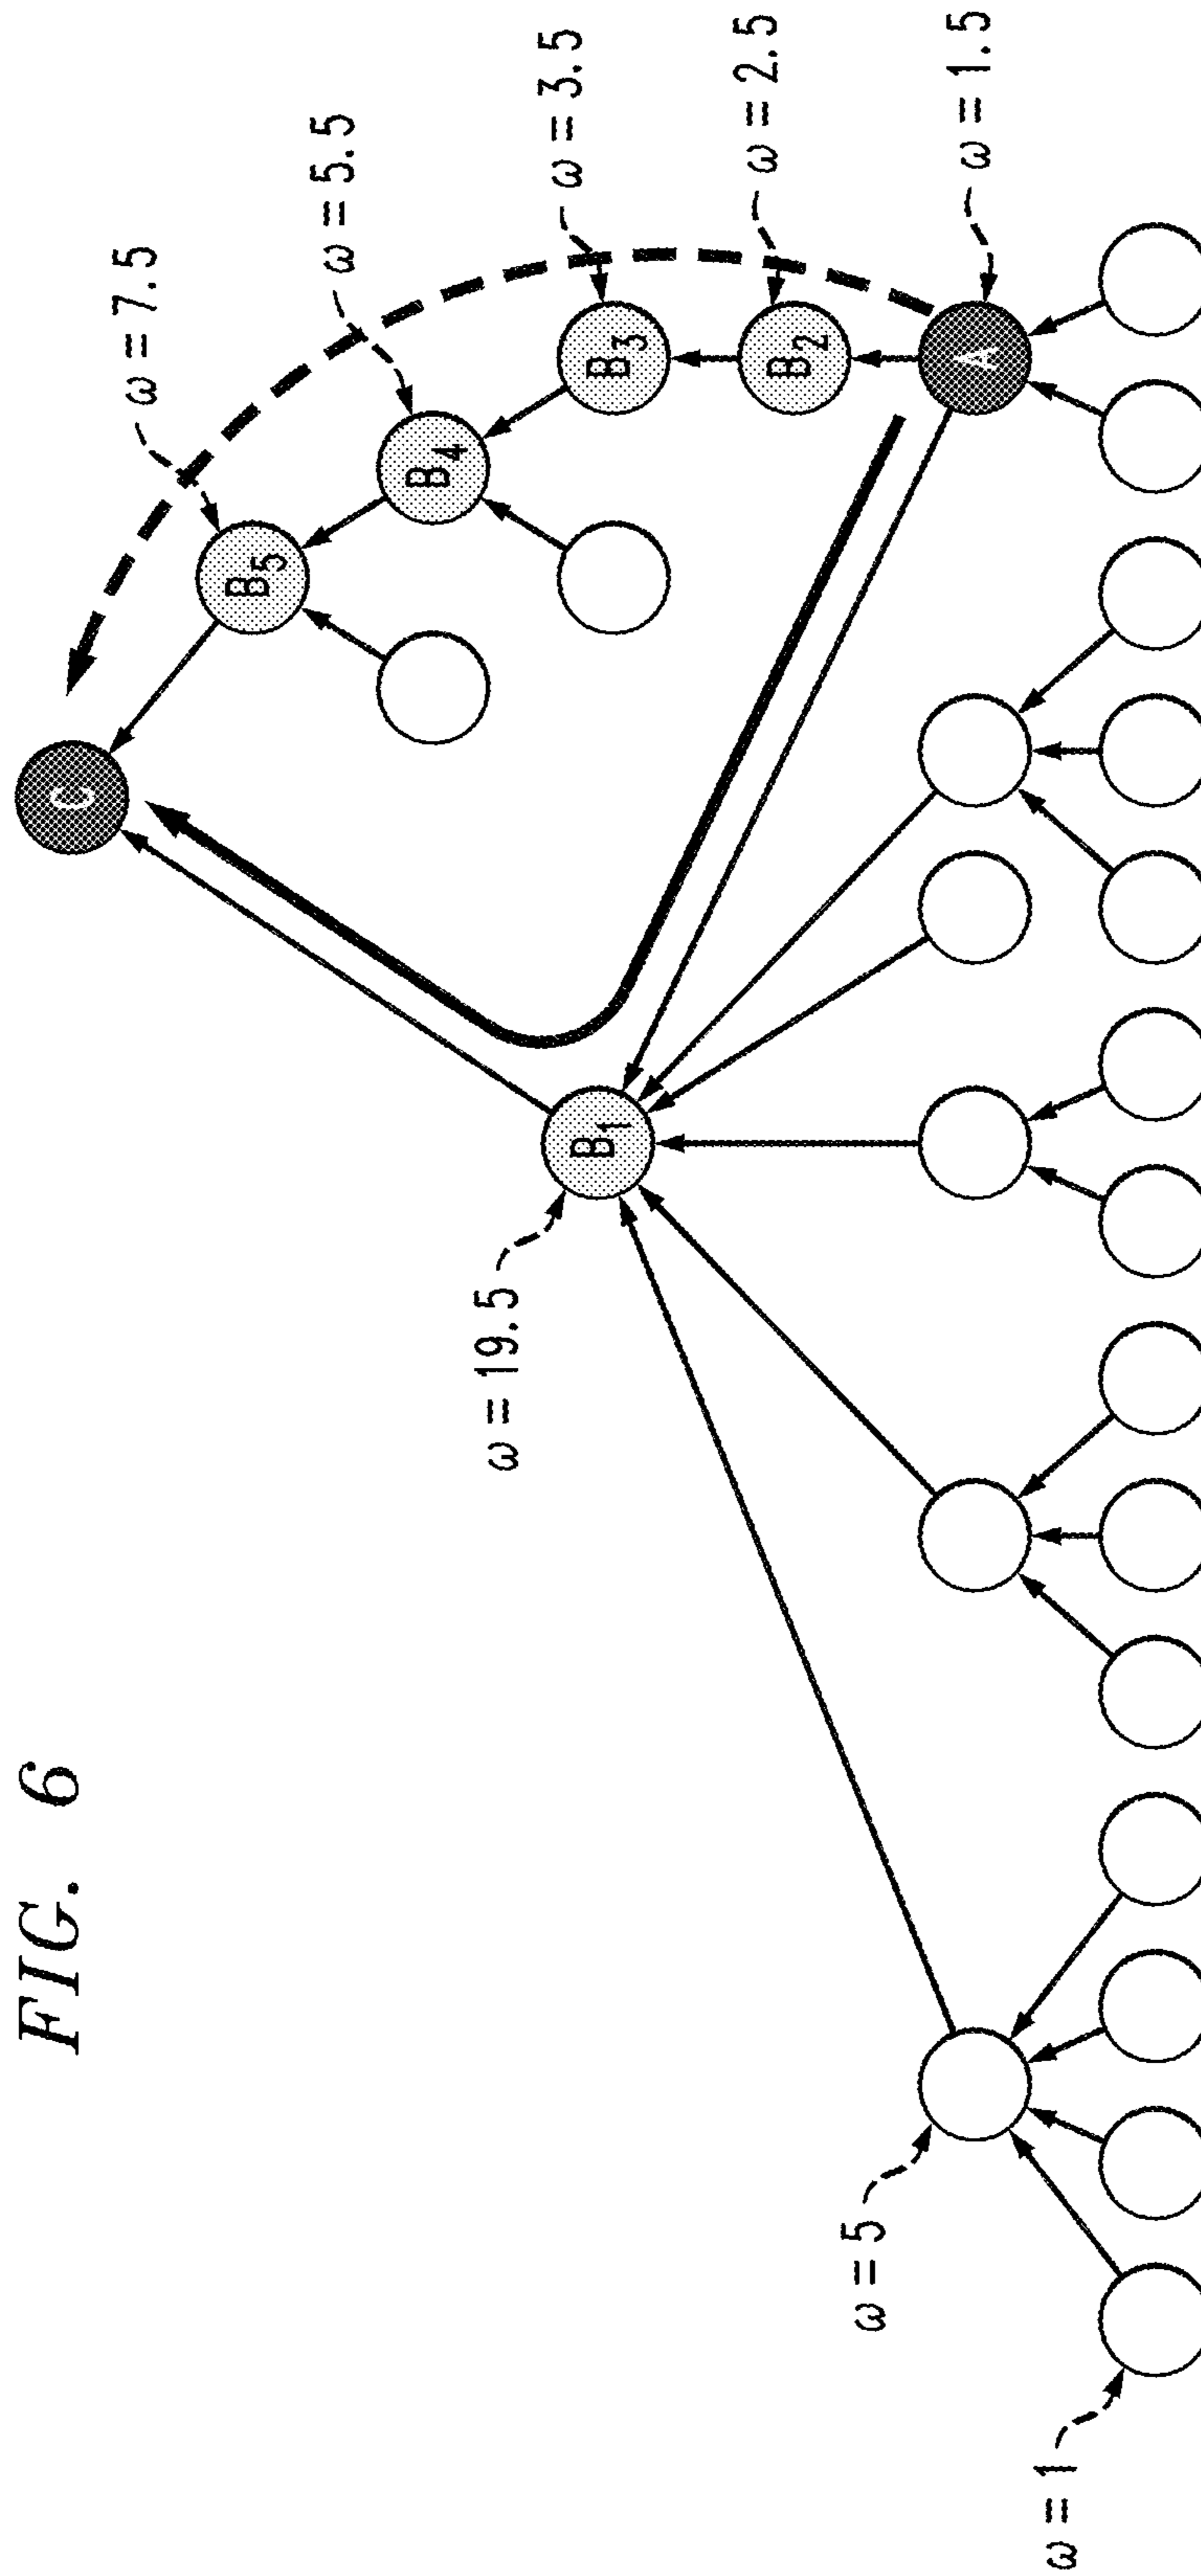 FIG. 6
C
ω = 7.5
B5
ω = 5.5
B4
ω = 3.5
B3
ω = 2.5
B2
ω = 1.5
A
ω = 19.5
B1
ω = 5
ω = 1